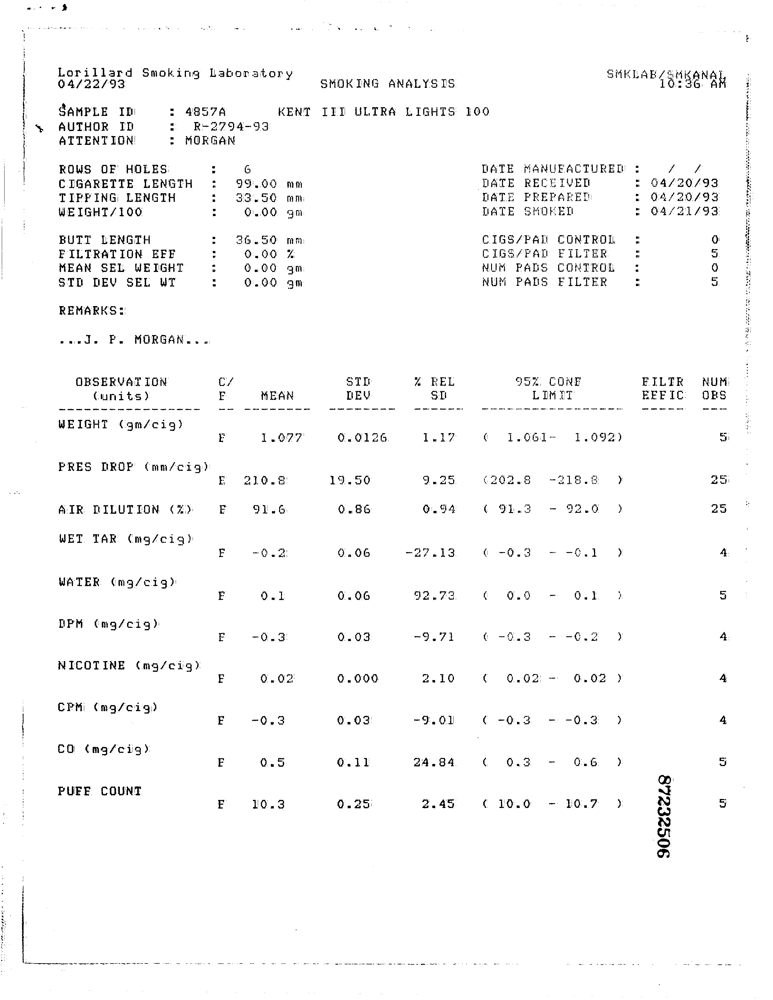 Lorillard Smoking Laboratory SMKLAB/SMKANAL
04/22/93 SMOKING ANALYSIS 10:36 AM
SAMPLE ID : 4857A KENT III ULTRA LIGHTS 100
AUTHOR ID : R-2794-93
ATTENTION : MORGAN
ROWS OF HOLES : 6 DATE MANUFACTURED : / /
CIGARETTE LENGTH : 99.00 mm DATE RECEIVED : 04/20/93
TIPPING LENGTH : 33.50 mm DATE PREPARED : 04/20/93
WEIGHT/100 : 0.00 gm DATE SMOKED : 04/21/93
BUTT LENGTH : 36.50 mm CIGS/PAD CONTROL : 0
FILTRATION EFF : 0.00 % CIGS/PAD FILTER : 5
MEAN SEL WEIGHT : 0.00 gm NUM PADS CONTROL : 0
STD DEV SEL WT : 0.00 gm NUM PADS FILTER : 5
REMARKS:
...J. P. MORGAN...
OBSERVATION C/ STD % REL 95% CONF FILTR NUM
(units) F MEAN DEV SD LIMIT EFFIC OBS
WEIGHT (gm/cig)
F 1.077 0.0126 1.17 ( 1.061- 1.092) 5
PRES DROP (mm/cig)
F 210.8 19.50 9.25 (202.8 -218.8 ) 25
AIR DILUTION (%) F 91.6 0.86 0.94 ( 91.3 - 92.0 ) 25
WET TAR (mg/cig)
F -0.2 0.06 -27.13 ( -0.3 - -0.1 ) 4
WATER (mg/cig)
F 0.1 0.06 92.73 ( 0.0 - 0.1 ) 5
DPM (mg/cig)
F -0.3 0.03 -9.71 ( -0.3 - -0.2 ) 4
NICOTINE (mg/cig)
F 0.02 0.000 2.10 ( 0.02 - 0.02 ) 4
CPM (mg/cig)
F -0.3 0.03 -9.01 ( -0.3 - -0.3 ) 4
CO (mg/cig)
F 0.5 0.11 24.84 ( 0.3 - 0.6 ) 5
PUFF COUNT
F 10.3 0.25 2.45 ( 10.0 - 10.7 ) 5
87232506